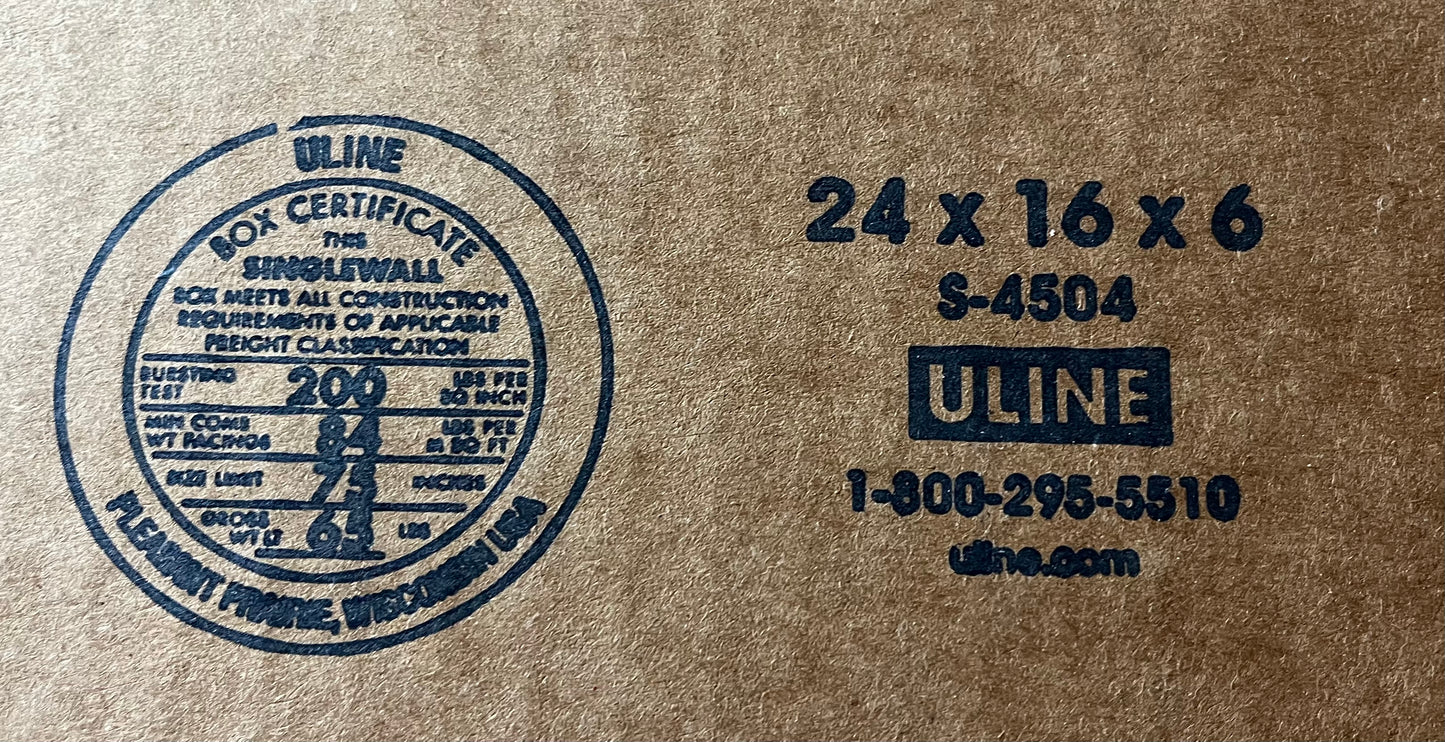 ULINE
BOX CERTIFICATE
THIS
SINGLEWALL
BOX MEETS ALL CONSTRUCTION
REQUIREMENTS OF APPLICABLE
FREIGHT CLASSIFICATION
BURSTING TEST 200 LBS PER SQ INCH
MIN COMB WT FACINGS 84 LBS PER M SQ FT
SIZE LIMIT 75 INCHES
GROSS WT LT 65 LBS
PLEASANT PRAIRIE, WISCONSIN USA
24 x 16 x 6
S-4504
ULINE
1-800-295-5510
uline.com